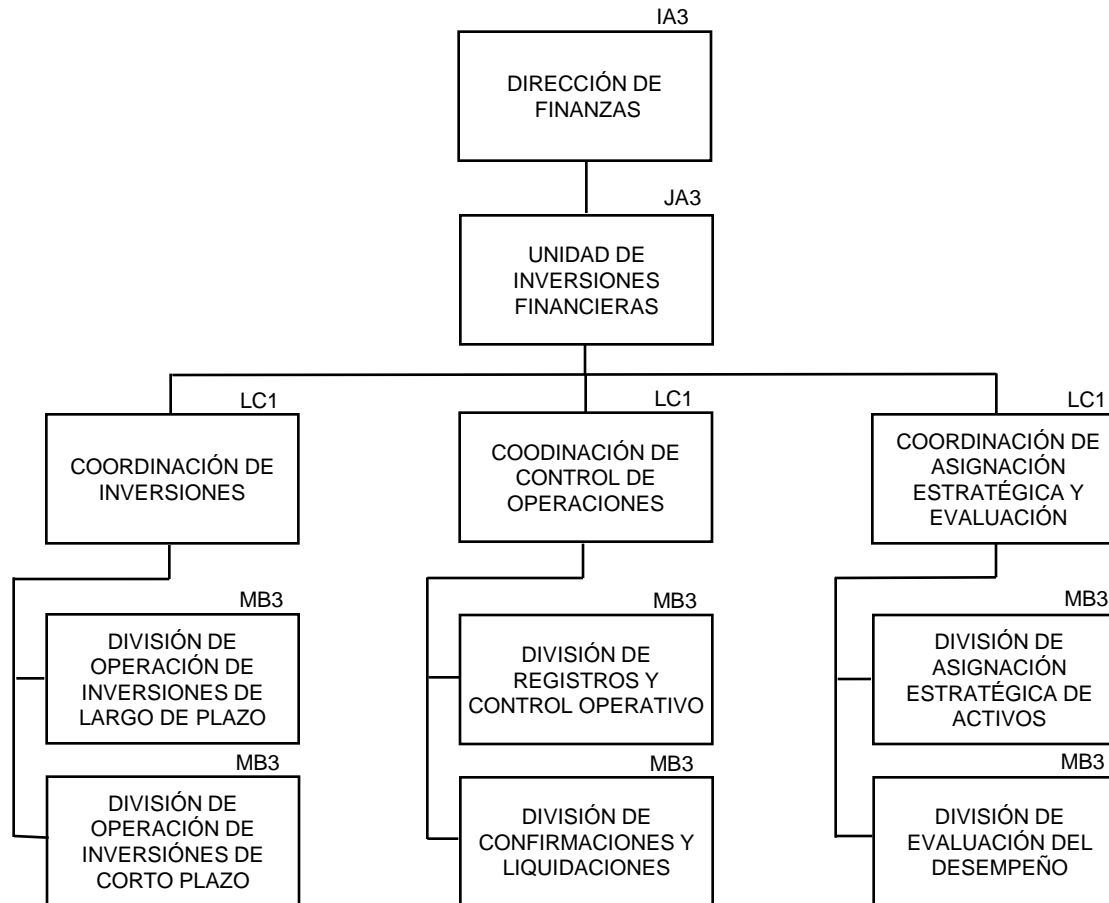 IA3
DIRECCIÓN DE
FINANZAS
JA3
UNIDAD DE
INVERSIONES
FINANCIERAS
LC1
COORDINACIÓN DE
INVERSIONES
LC1
COODINACIÓN DE
CONTROL DE
OPERACIONES
LC1
COORDINACIÓN DE
ASIGNACIÓN
ESTRATÉGICA Y
EVALUACIÓN
MB3
DIVISIÓN DE
OPERACIÓN DE
INVERSIONES DE
LARGO DE PLAZO
MB3
DIVISIÓN DE
REGISTROS Y
CONTROL OPERATIVO
MB3
DIVISIÓN DE
ASIGNACIÓN
ESTRATÉGICA DE
ACTIVOS
MB3
DIVISIÓN DE
OPERACIÓN DE
INVERSIÓNES DE
CORTO PLAZO
MB3
DIVISIÓN DE
CONFIRMACIONES Y
LIQUIDACIONES
MB3
DIVISIÓN DE
EVALUACIÓN DEL
DESEMPEÑO